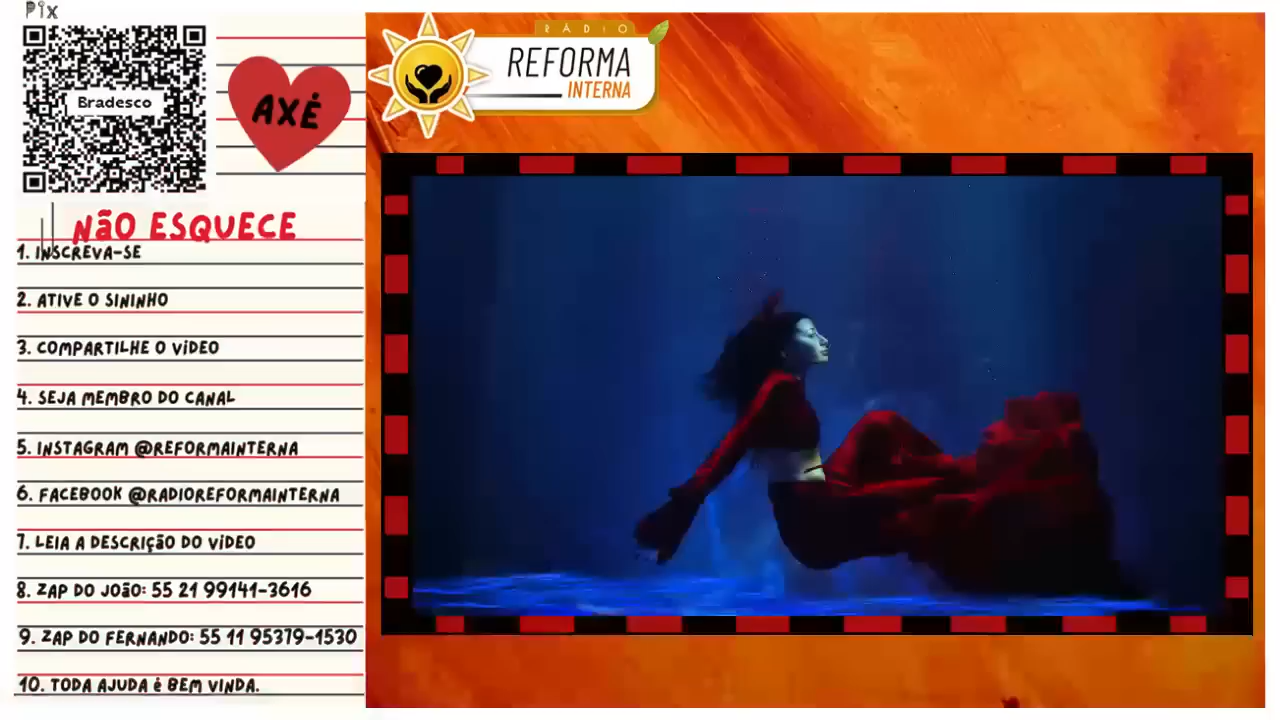 Pix
Bradesco
AXÉ
NãO ESQUECE
1. INSCREVA-SE
2. ATIVE O SININHO
3. COMPARTILHE O VíDEO
4. SEJA MEMBRO DO CANAL
5. INSTAGRAM @REFORMAINTERNA
6. FACEBOOK @RADIOREFORMAINTERNA
7. LEIA A DESCRIÇãO DO VíDEO
8. ZAP DO JOãO: 55 21 99141-3616
9. ZAP DO FERNANDO: 55 11 95379-1530
10. TODA AJUDA é BEM VINDA.
RÁDIO
REFORMA
INTERNA